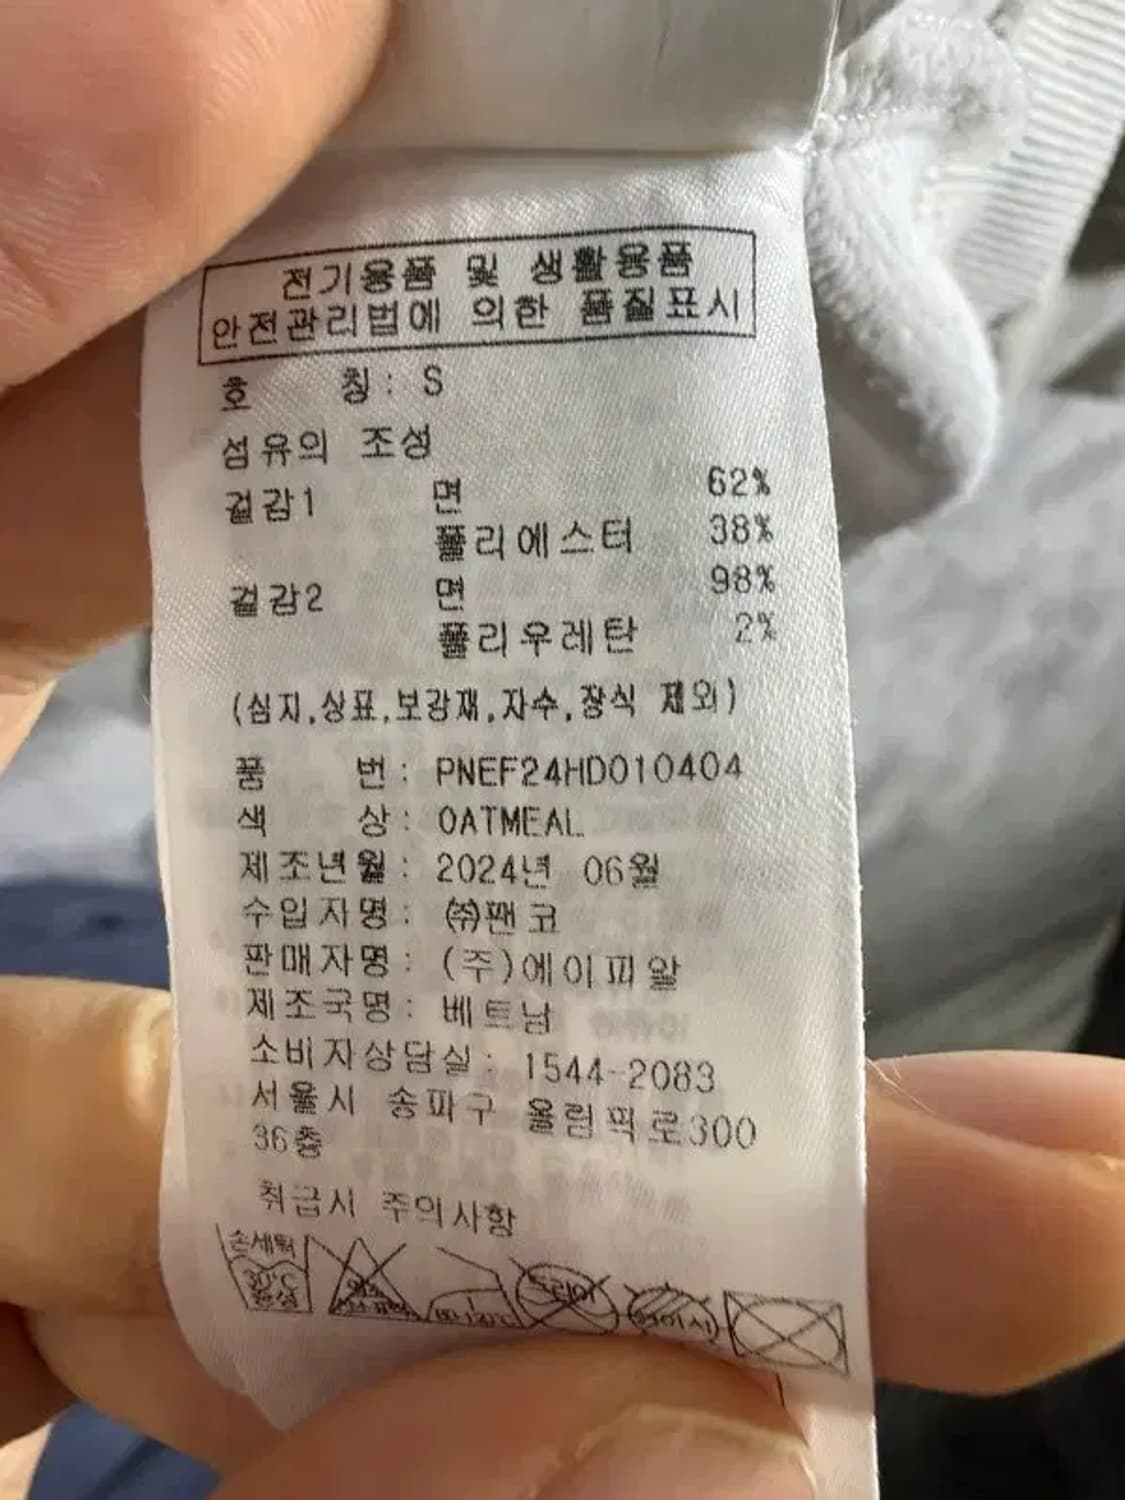 전기용품 및 생활용품
안전관리법에 의한 품질표시
호 칭 : S
섬유의 조성
겉감1 면 62%
폴리에스터 38%
겉감2 면 98%
폴리우레탄 2%
(심지,상표,보강재,자수,장식 제외)
품 번 : PNEF24HD010404
색 상 : OATMEAL
제조년월 : 2024년 06월
수입자명 : ㈜팬코
판매자명 : (주)에이피알
제조국명 : 베트남
소비자상담실 : 1544-2083
서울시 송파구 올림픽로300
36층
취급시 주의사항
손세탁
30°C
중성
염소
드라이